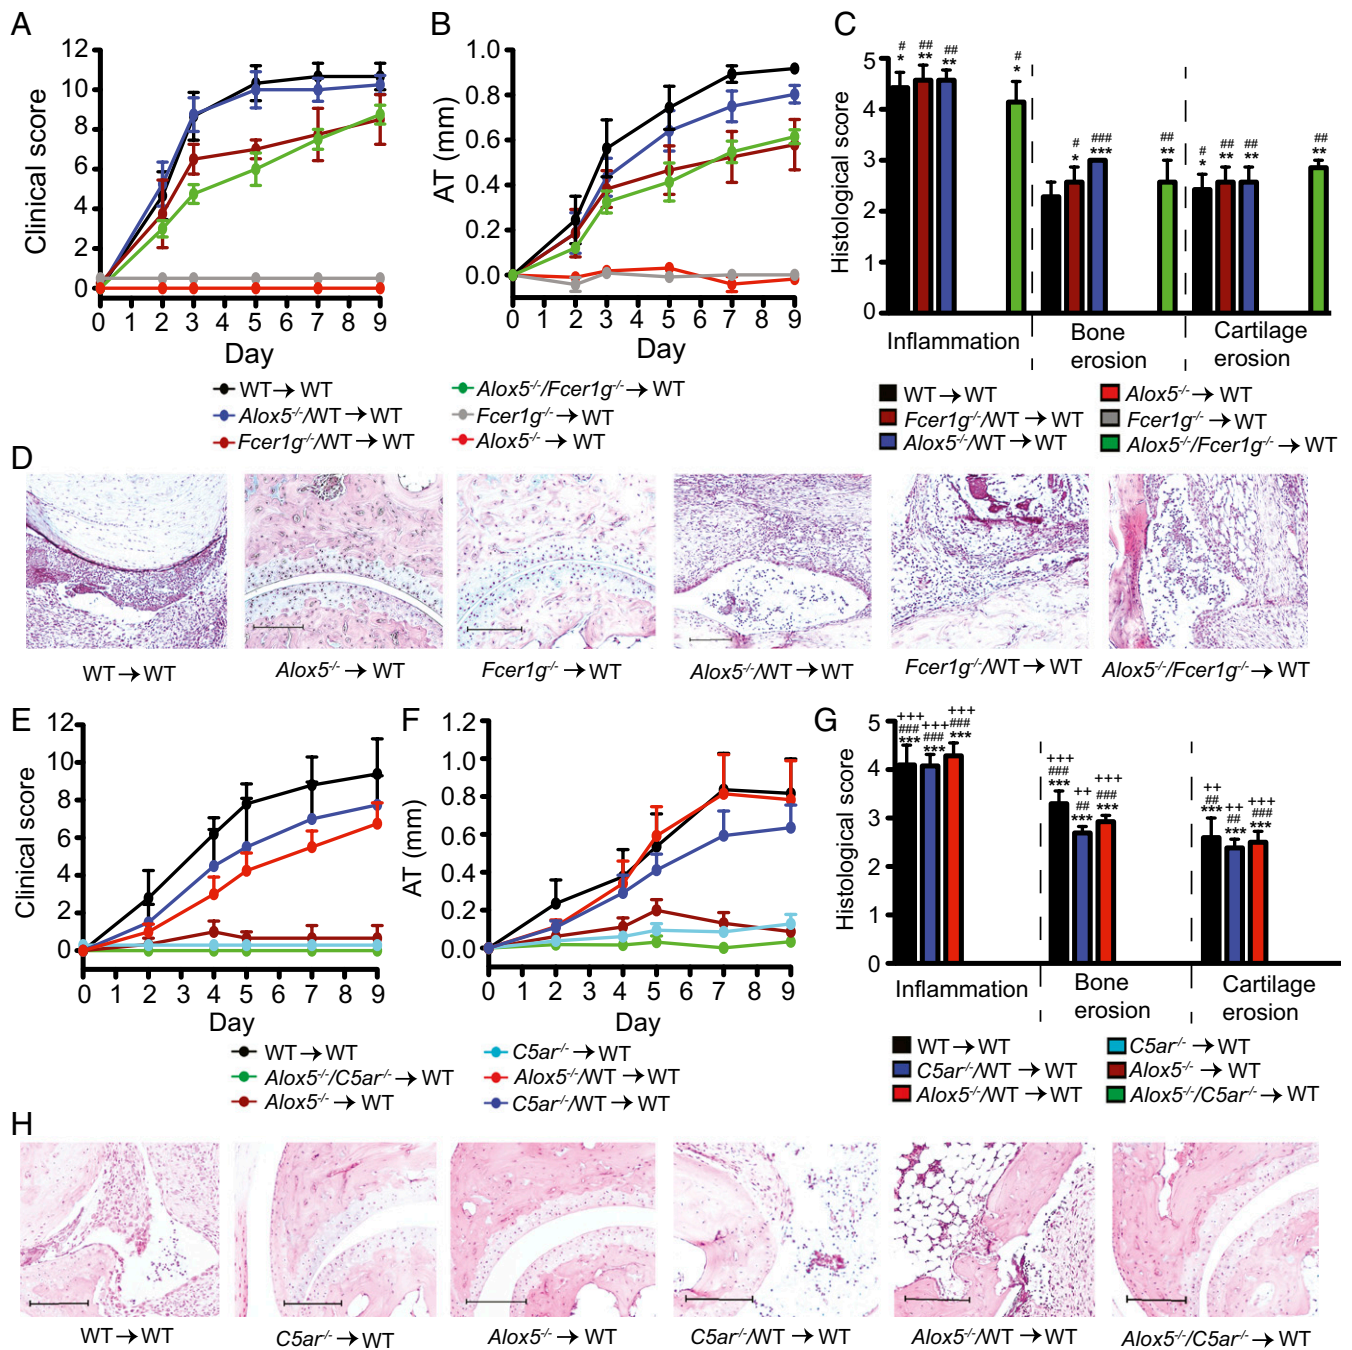 A
B
C
12
10
8
6
4
2
0
Clinical score
0 1 2 3 4 5 6 7 8 9
Day
1.0
0.8
0.6
0.4
0.2
0.0
AT (mm)
0 1 2 3 4 5 6 7 8 9
Day
5
4
3
2
1
0
Histological score
# ## ## #
* ** ** *
# ### ##
* *** **
# ## ## ##
* ** ** **
Inflammation
Bone erosion
Cartilage erosion
WT → WT
Alox5-/-/WT → WT
Fcer1g-/-/WT → WT
Alox5-/-/Fcer1g-/- → WT
Fcer1g-/- → WT
Alox5-/- → WT
WT → WT
Fcer1g-/-/WT → WT
Alox5-/-/WT → WT
Alox5-/- → WT
Fcer1g-/- → WT
Alox5-/-/Fcer1g-/- → WT
D
WT → WT
Alox5-/- → WT
Fcer1g-/- → WT
Alox5-/-/WT → WT
Fcer1g-/-/WT → WT
Alox5-/-/Fcer1g-/- → WT
E
F
G
12
10
8
6
4
2
0
Clinical score
0 1 2 3 4 5 6 7 8 9
Day
1.2
1.0
0.8
0.6
0.4
0.2
0.0
AT (mm)
0 1 2 3 4 5 6 7 8 9
Day
5
4
3
2
1
0
Histological score
+++ +++ +++
### ### ###
*** *** ***
+++ ++ +++
### ## ###
*** *** ***
++ ++ +++
## ## ###
*** *** ***
Inflammation
Bone erosion
Cartilage erosion
WT → WT
Alox5-/-/C5ar-/- → WT
Alox5-/- → WT
C5ar-/- → WT
Alox5-/-/WT → WT
C5ar-/-/WT → WT
WT → WT
C5ar-/-/WT → WT
Alox5-/-/WT → WT
C5ar-/- → WT
Alox5-/- → WT
Alox5-/-/C5ar-/- → WT
H
WT → WT
C5ar-/- → WT
Alox5-/- → WT
C5ar-/-/WT → WT
Alox5-/-/WT → WT
Alox5-/-/C5ar-/- → WT